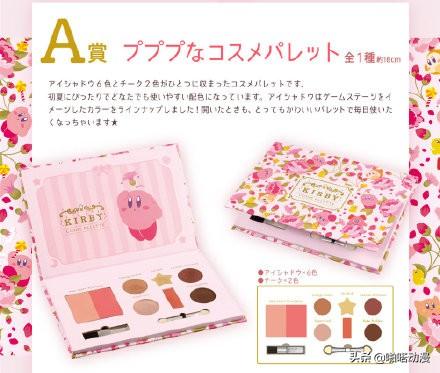 A賞 プププなコスメパレット 全1種 約18cm
アイシャドウ6色とチーク2色がひとつに収まったコスメパレットです。
初夏にぴったりでどなたでも使いやすい配色になっています。アイシャドウはゲームステージをイ
メージしたカラーをラインナップしました！開いたときも、とってもかわいいパレットで毎日使いた
くなっちゃいます★
KIRBY
COSME PALETTE
KIRBY
COSME PALETTE
●アイシャドウ×6色
●チーク×2色
头条 @嘚嗒动漫